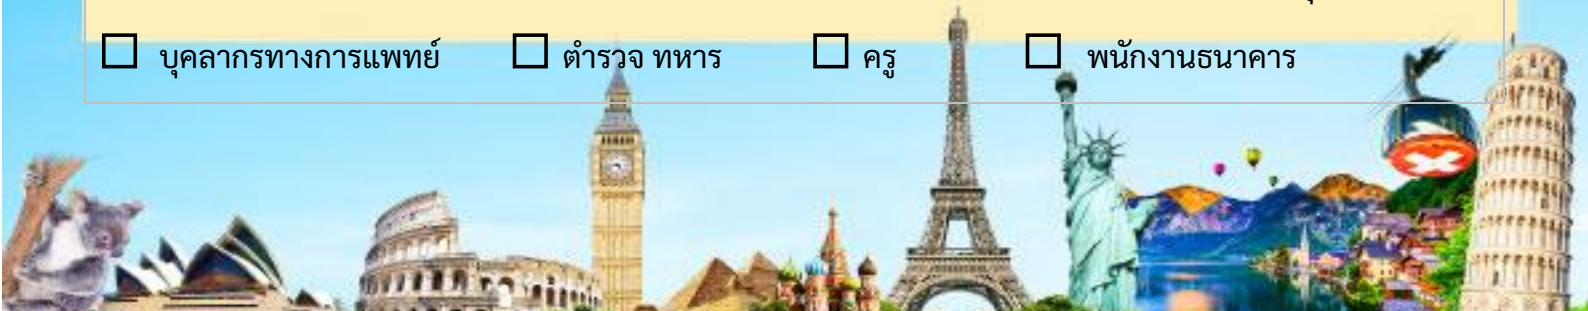 ☐ บุคลากรทางการแพทย์ ☐ ตำรวจ ทหาร ☐ ครู ☐ พนักงานธนาคาร